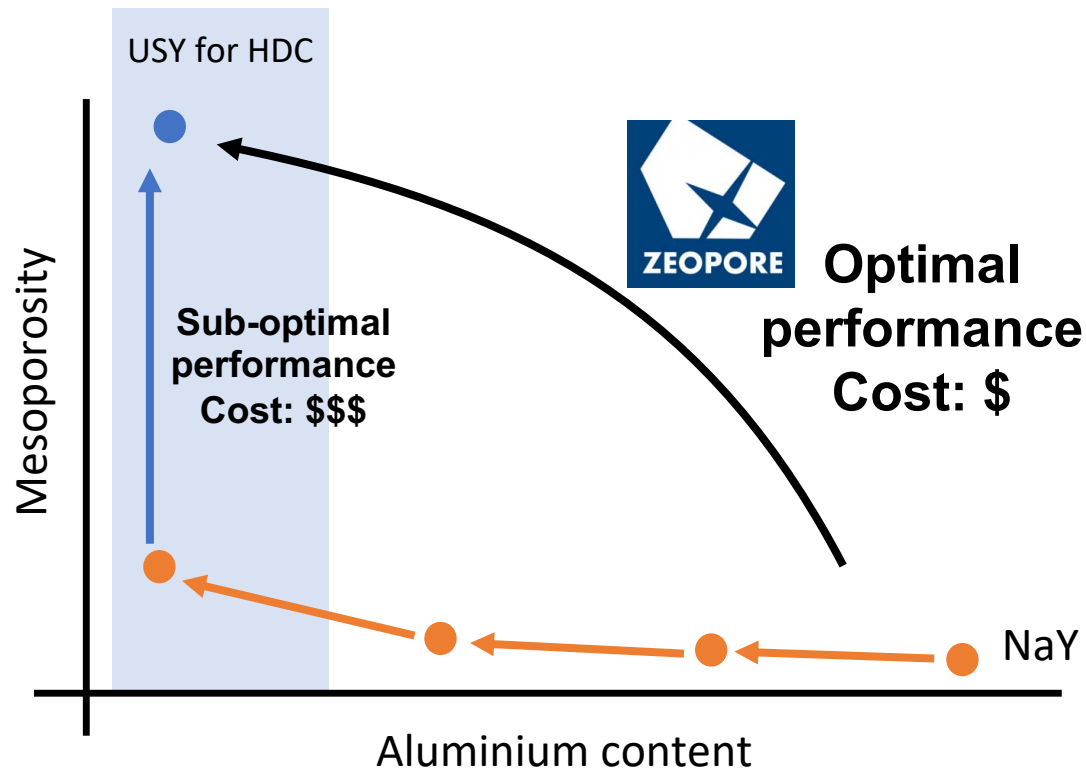 USY for HDC
ZEOPORE
Optimal
performance
Cost: $
Sub-optimal
performance
Cost: $$$
Mesoporosity
NaY
Aluminium content